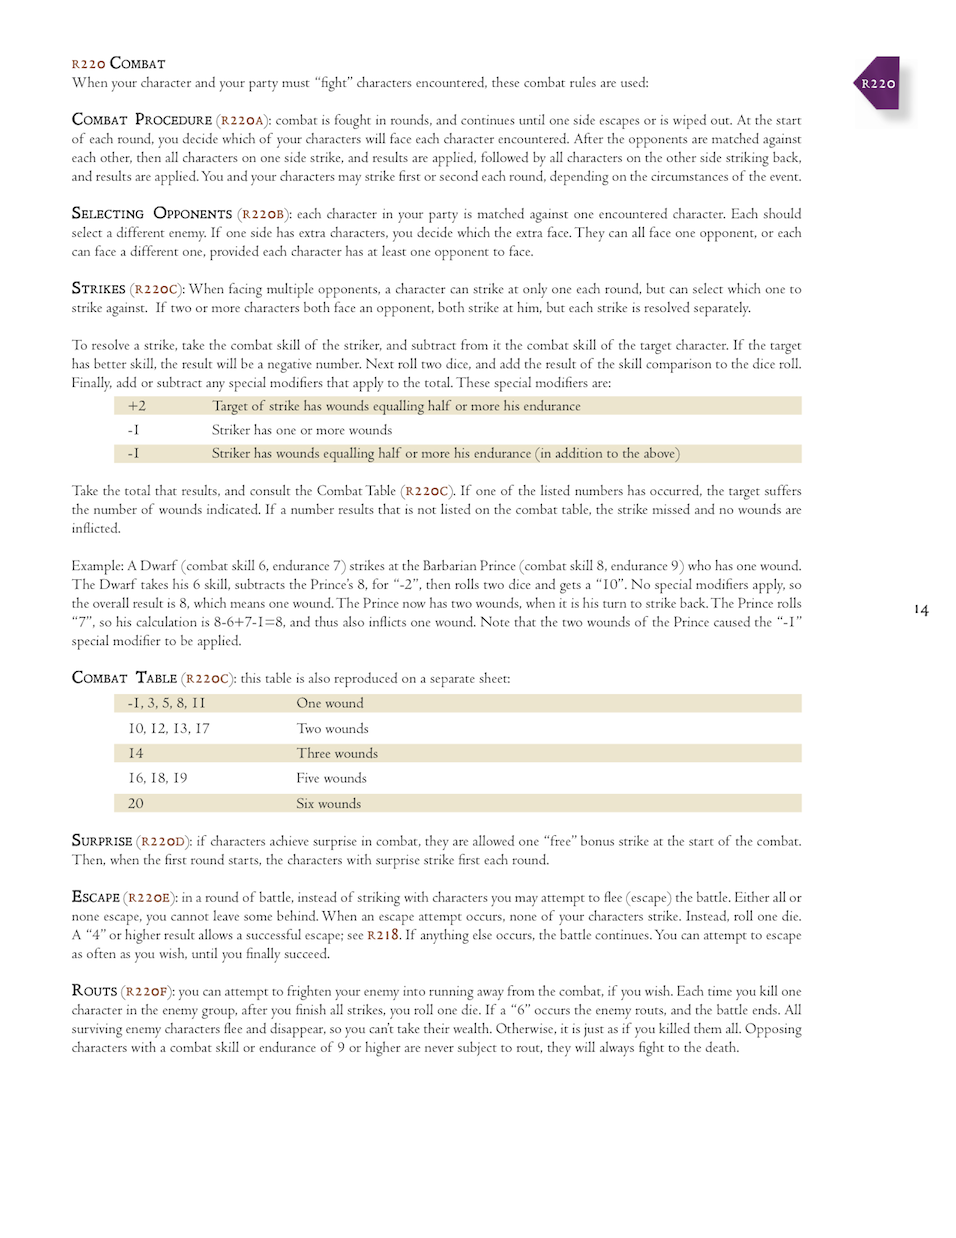 R220 COMBAT
R220
When your character and your party must “fight” characters encountered, these combat rules are used:
COMBAT PROCEDURE (R220A): combat is fought in rounds, and continues until one side escapes or is wiped out. At the start
of each round, you decide which of your characters will face each character encountered. After the opponents are matched against
each other, then all characters on one side strike, and results are applied, followed by all characters on the other side striking back,
and results are applied. You and your characters may strike first or second each round, depending on the circumstances of the event.
SELECTING OPPONENTS (R220B): each character in your party is matched against one encountered character. Each should
select a different enemy. If one side has extra characters, you decide which the extra face. They can all face one opponent, or each
can face a different one, provided each character has at least one opponent to face.
STRIKES (R220C): When facing multiple opponents, a character can strike at only one each round, but can select which one to
strike against. If two or more characters both face an opponent, both strike at him, but each strike is resolved separately.
To resolve a strike, take the combat skill of the striker, and subtract from it the combat skill of the target character. If the target
has better skill, the result will be a negative number. Next roll two dice, and add the result of the skill comparison to the dice roll.
Finally, add or subtract any special modifiers that apply to the total. These special modifiers are:
+2 Target of strike has wounds equalling half or more his endurance
-1 Striker has one or more wounds
-1 Striker has wounds equalling half or more his endurance (in addition to the above)
Take the total that results, and consult the Combat Table (R220C). If one of the listed numbers has occurred, the target suffers
the number of wounds indicated. If a number results that is not listed on the combat table, the strike missed and no wounds are
inflicted.
Example: A Dwarf (combat skill 6, endurance 7) strikes at the Barbarian Prince (combat skill 8, endurance 9) who has one wound.
The Dwarf takes his 6 skill, subtracts the Prince’s 8, for “-2”, then rolls two dice and gets a “10”. No special modifiers apply, so
the overall result is 8, which means one wound. The Prince now has two wounds, when it is his turn to strike back. The Prince rolls
“7”, so his calculation is 8-6+7-1=8, and thus also inflicts one wound. Note that the two wounds of the Prince caused the “-1”
special modifier to be applied.
14
COMBAT TABLE (R220C): this table is also reproduced on a separate sheet:
-1, 3, 5, 8, 11 One wound
10, 12, 13, 17 Two wounds
14 Three wounds
16, 18, 19 Five wounds
20 Six wounds
SURPRISE (R220D): if characters achieve surprise in combat, they are allowed one “free” bonus strike at the start of the combat.
Then, when the first round starts, the characters with surprise strike first each round.
ESCAPE (R220E): in a round of battle, instead of striking with characters you may attempt to flee (escape) the battle. Either all or
none escape, you cannot leave some behind. When an escape attempt occurs, none of your characters strike. Instead, roll one die.
A “4” or higher result allows a successful escape; see R218. If anything else occurs, the battle continues. You can attempt to escape
as often as you wish, until you finally succeed.
ROUTS (R220F): you can attempt to frighten your enemy into running away from the combat, if you wish. Each time you kill one
character in the enemy group, after you finish all strikes, you roll one die. If a “6” occurs the enemy routs, and the battle ends. All
surviving enemy characters flee and disappear, so you can’t take their wealth. Otherwise, it is just as if you killed them all. Opposing
characters with a combat skill or endurance of 9 or higher are never subject to rout, they will always fight to the death.